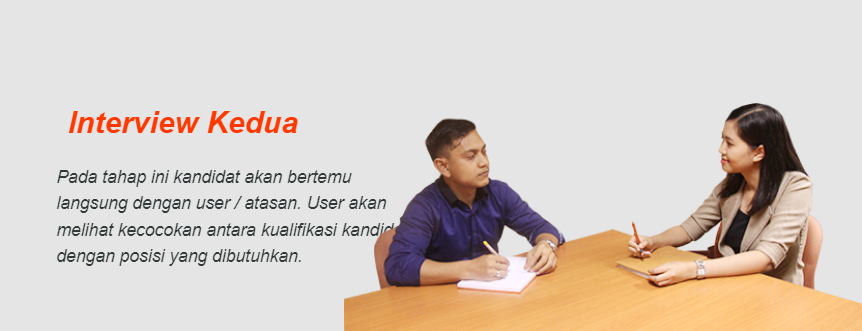 Interview Kedua
Pada tahap ini kandidat akan bertemu
langsung dengan user / atasan. User akan
melihat kecocokan antara kualifikasi kandid
dengan posisi yang dibutuhkan.